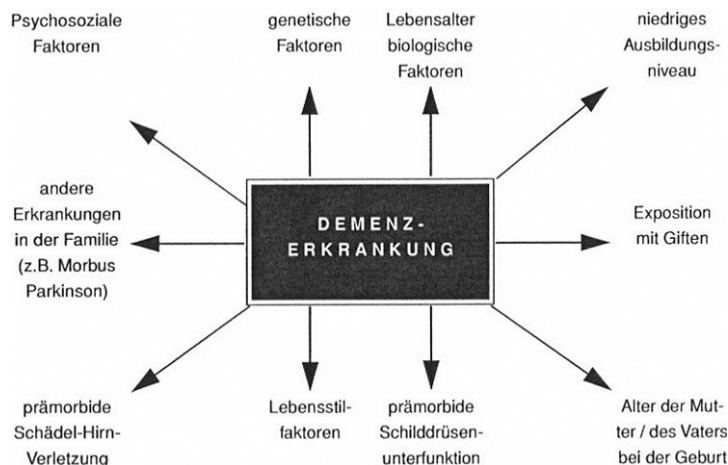 Psychosoziale
Faktoren
genetische
Faktoren
Lebensalter
biologische
Faktoren
niedriges
Ausbildungs-
niveau
andere
Erkrankungen
in der Familie
(z.B. Morbus
Parkinson)
DEMENZ-
ERKRANKUNG
Exposition
mit Giften
prämorbide
Schädel-Hirn-
Verletzung
Lebensstil-
faktoren
prämorbide
Schilddrüsen-
unterfunktion
Alter der Mut-
ter / des Vaters
bei der Geburt